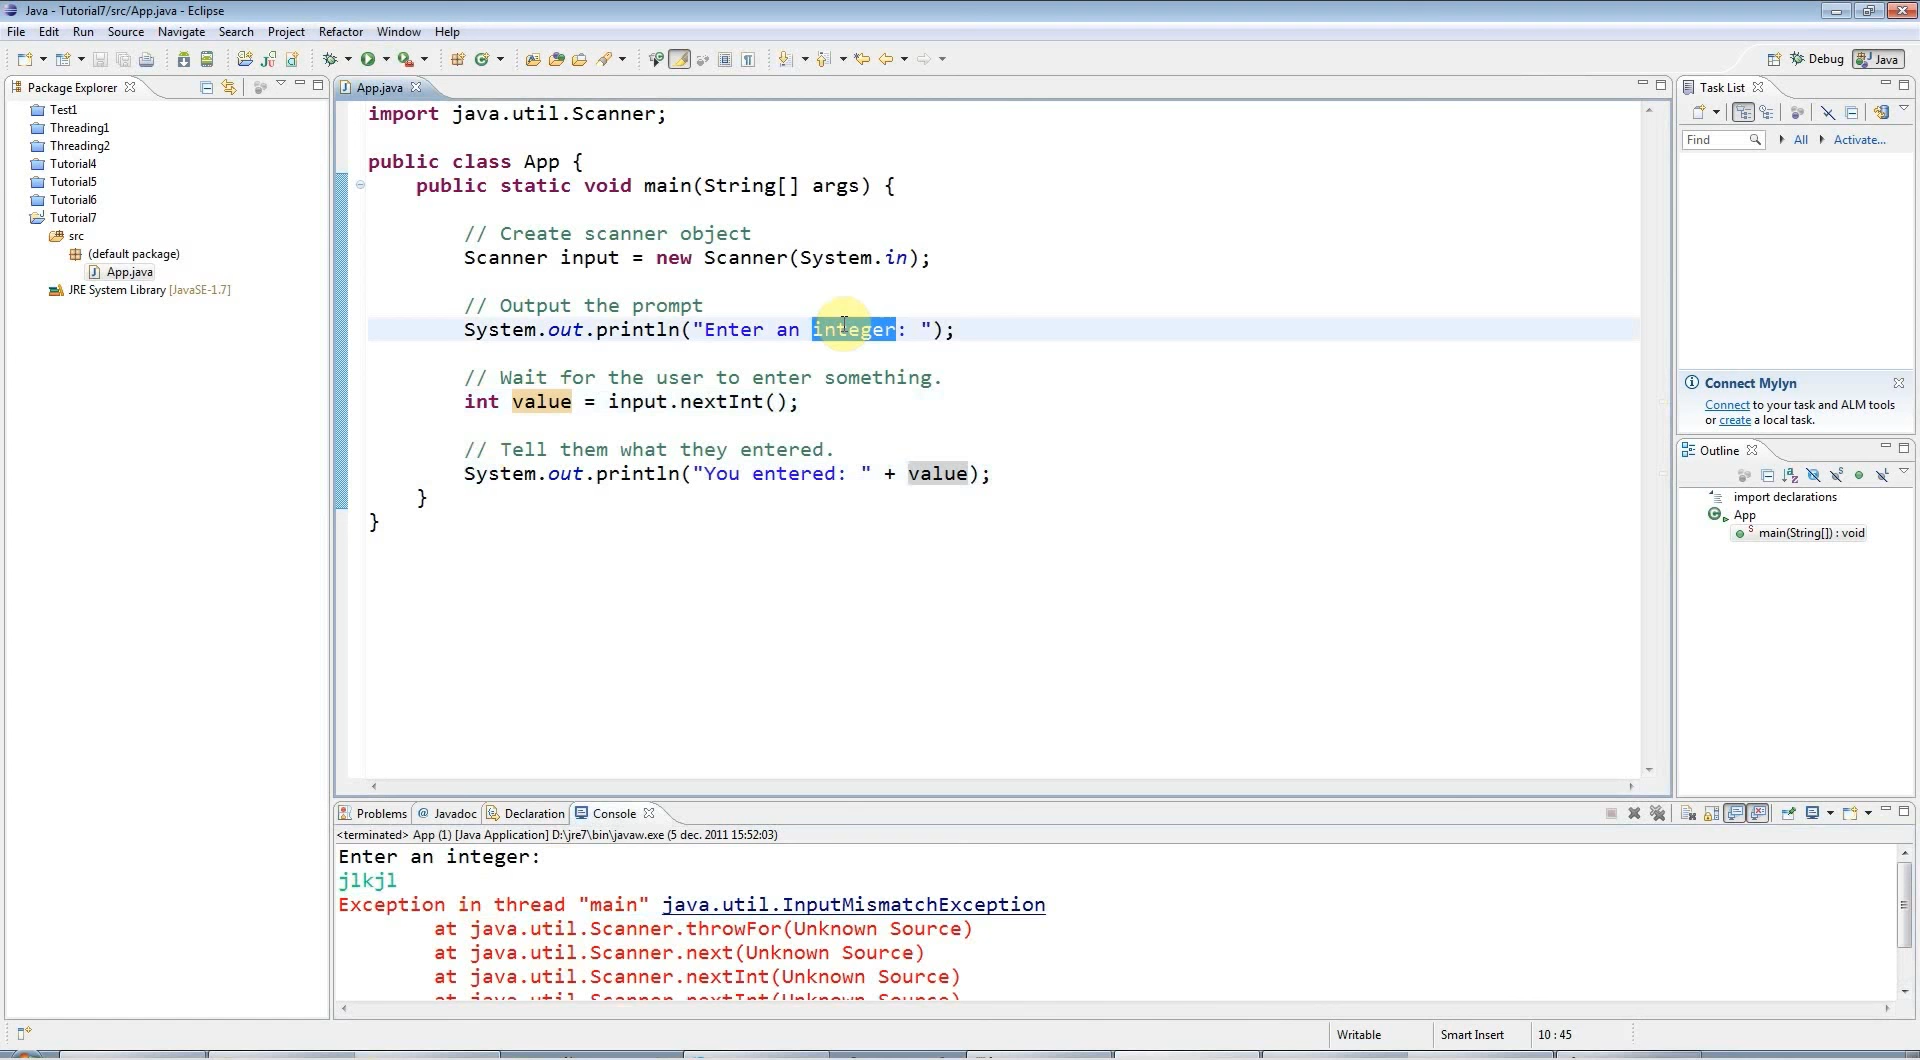 Java - Tutorial7/src/App.java - Eclipse
File Edit Run Source Navigate Search Project Refactor Window Help
Debug Java
Package Explorer
Test1
Threading1
Threading2
Tutorial4
Tutorial5
Tutorial6
Tutorial7
src
(default package)
App.java
JRE System Library [JavaSE-1.7]
App.java
import java.util.Scanner;
public class App {
public static void main(String[] args) {
// Create scanner object
Scanner input = new Scanner(System.in);
// Output the prompt
System.out.println("Enter an integer: ");
// Wait for the user to enter something.
int value = input.nextInt();
// Tell them what they entered.
System.out.println("You entered: " + value);
}
}
Task List
Find All Activate...
Connect Mylyn
Connect to your task and ALM tools
or create a local task.
Outline
import declarations
App
main(String[]) : void
Problems @ Javadoc Declaration Console
<terminated> App (1) [Java Application] D:\jre7\bin\javaw.exe (5 dec. 2011 15:52:03)
Enter an integer:
jlkjl
Exception in thread "main" java.util.InputMismatchException
at java.util.Scanner.throwFor(Unknown Source)
at java.util.Scanner.next(Unknown Source)
at java.util.Scanner.nextInt(Unknown Source)
at java.util.Scanner.nextInt(Unknown Source)
Writable Smart Insert 10 : 45